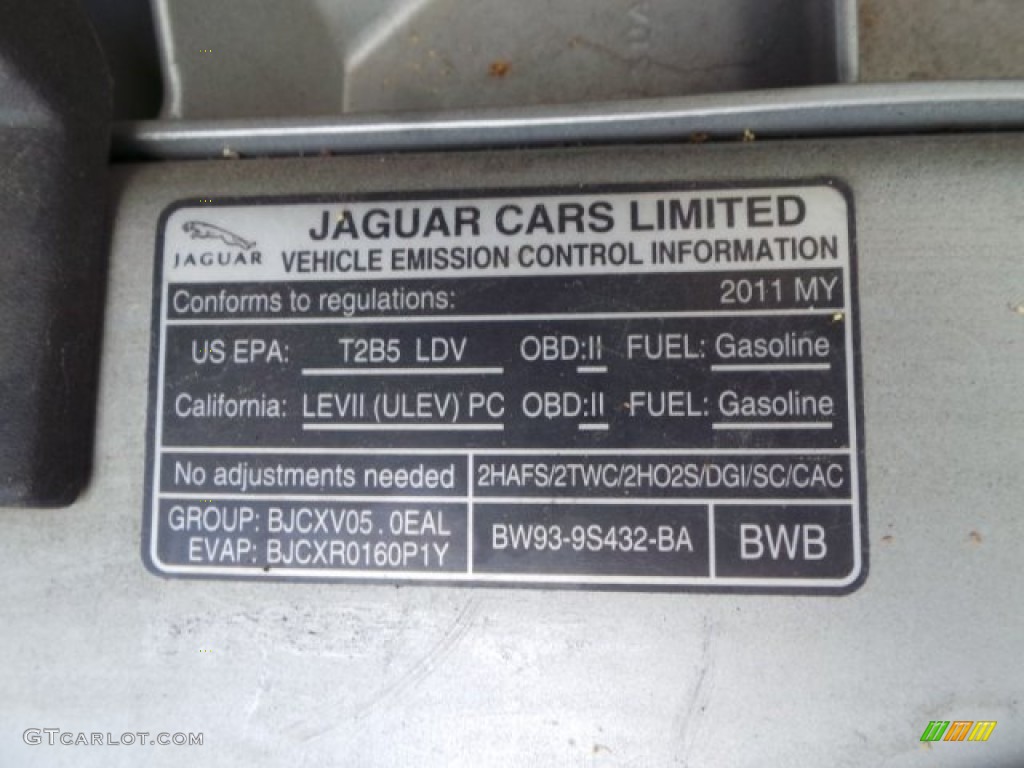 JAGUAR CARS LIMITED
JAGUAR
VEHICLE EMISSION CONTROL INFORMATION
Conforms to regulations: 2011 MY
US EPA: T2B5 LDV OBD:II FUEL: Gasoline
California: LEVII (ULEV) PC OBD:II FUEL: Gasoline
No adjustments needed 2HAFS/2TWC/2HO2S/DGI/SC/CAC
GROUP: BJCXV05.0EAL
EVAP: BJCXR0160P1Y
BW93-9S432-BA
BWB
GTCARLOT.COM